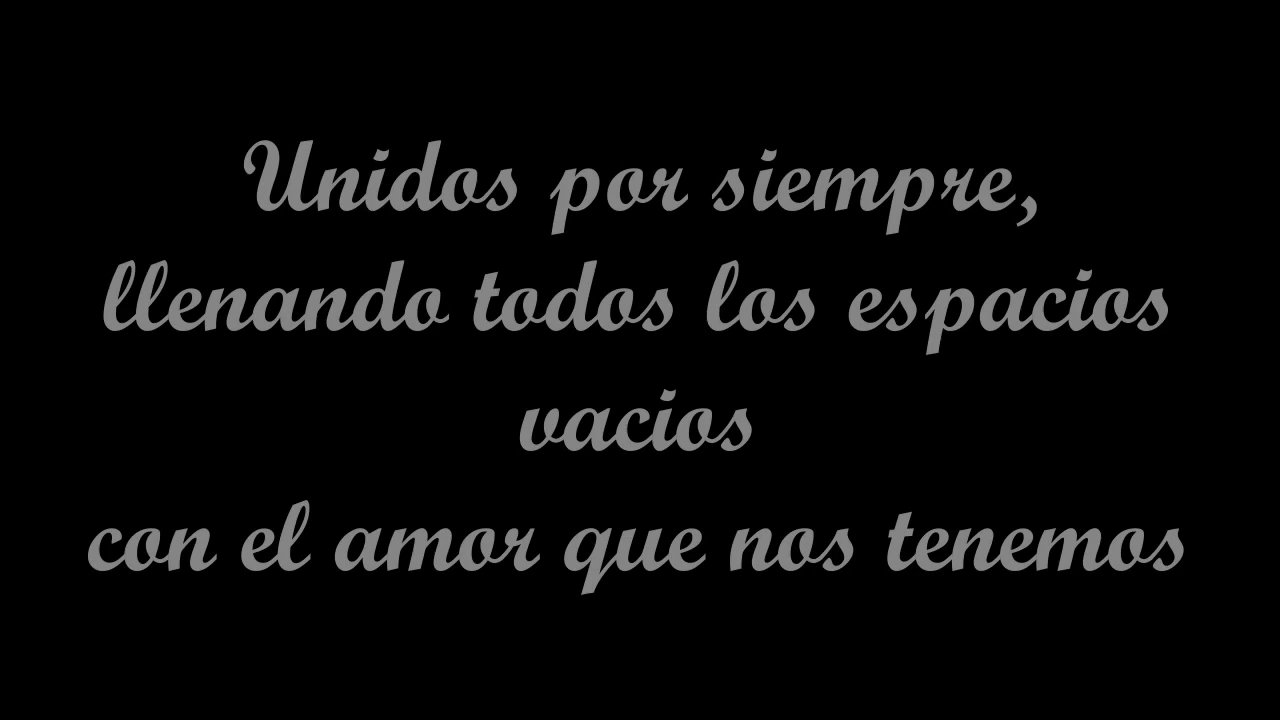 Unidos por siempre,
llenando todos los espacios
vacios
con el amor que nos tenemos